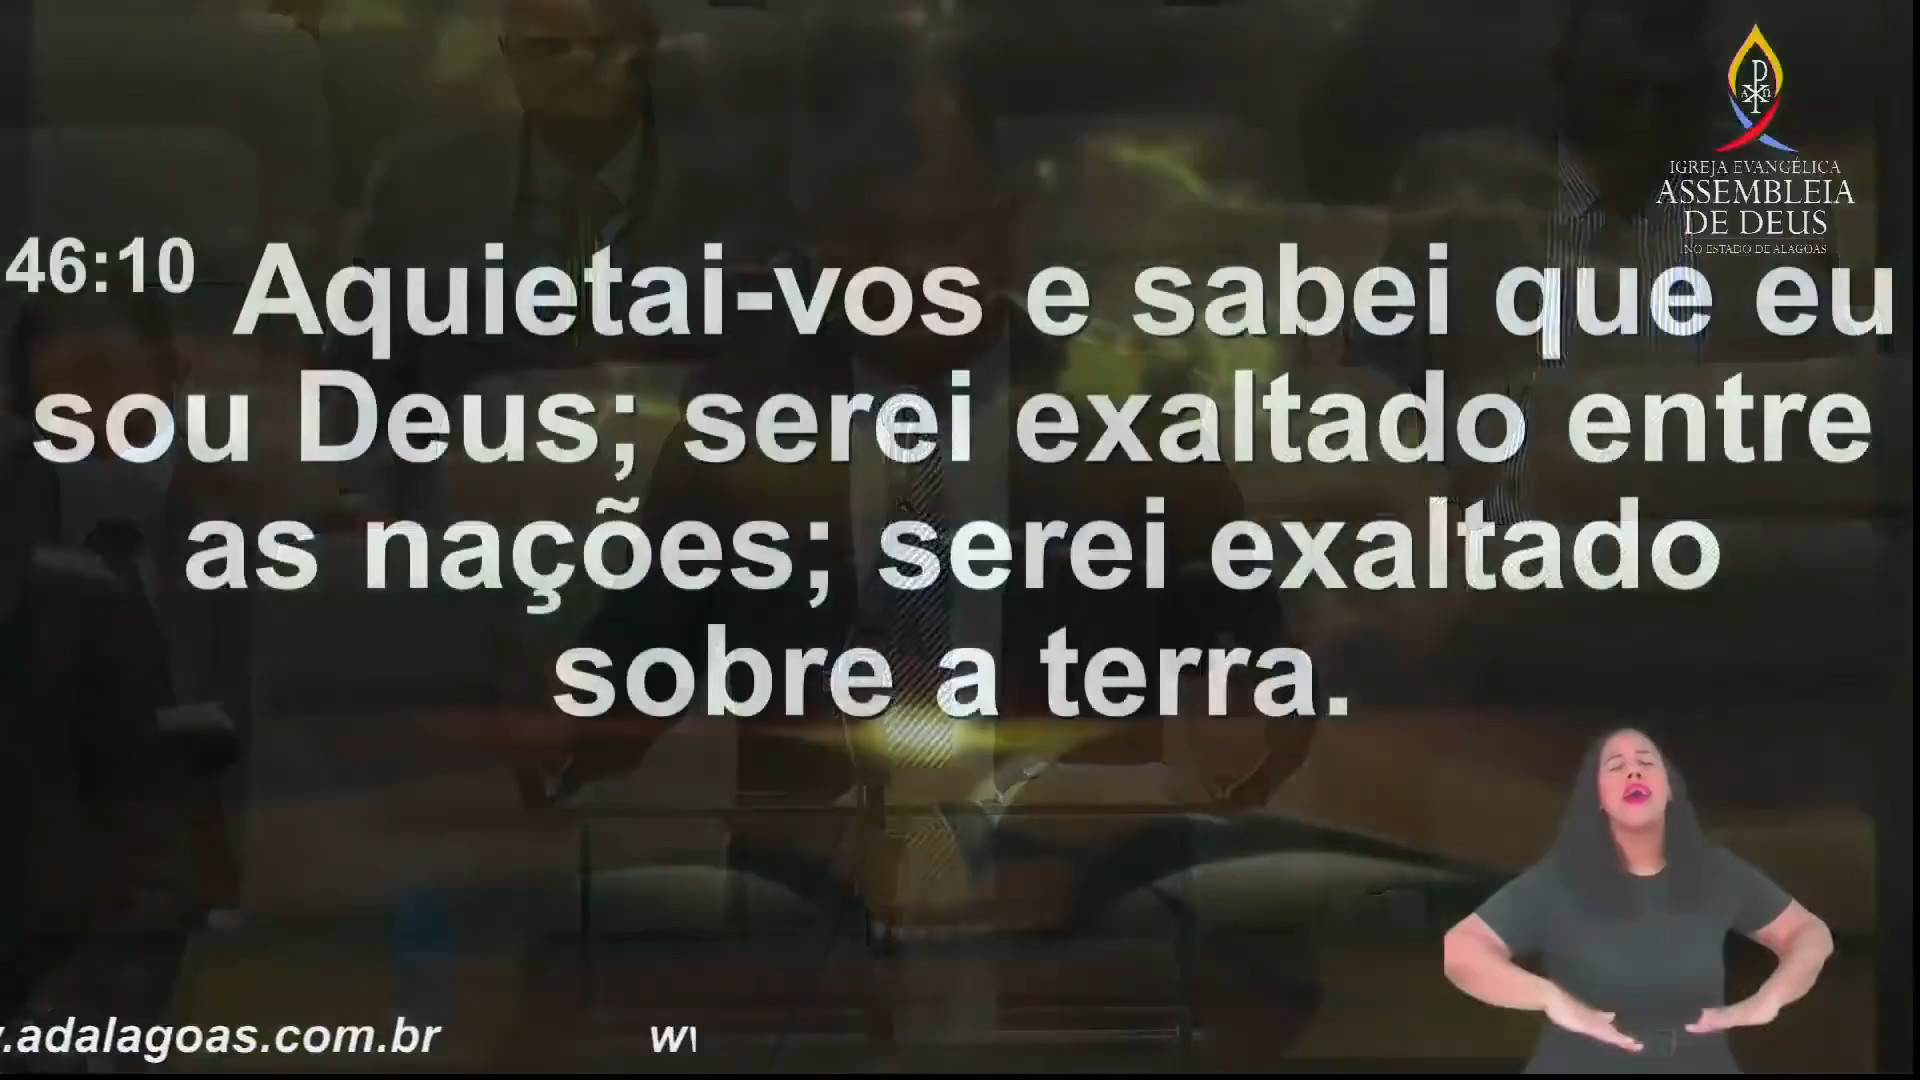 IGREJA EVANGÉLICA
ASSEMBLEIA
DE DEUS
NO ESTADO DE ALAGOAS
46:10 Aquietai-vos e sabei que eu
sou Deus; serei exaltado entre
as nações; serei exaltado
sobre a terra.
.adalagoas.com.br